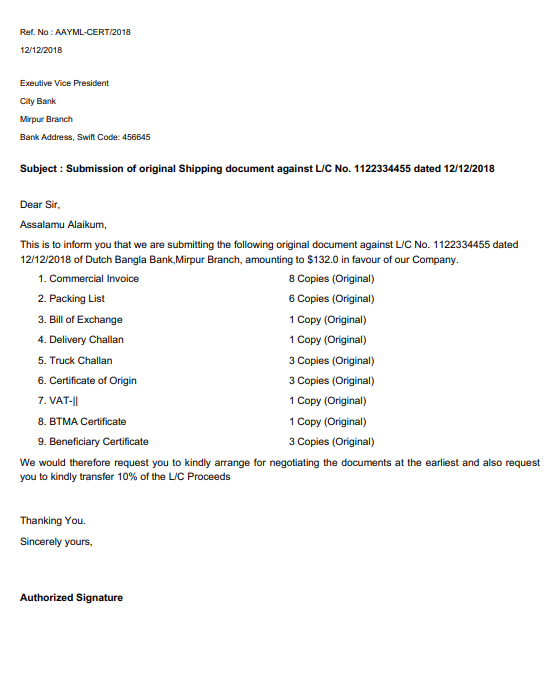 Ref. No : AAYML-CERT/2018
12/12/2018
Exeutive Vice President
City Bank
Mirpur Branch
Bank Address, Swift Code: 456645
Subject : Submission of original Shipping document against L/C No. 1122334455 dated 12/12/2018
Dear Sir,
Assalamu Alaikum,
This is to inform you that we are submitting the following original document against L/C No. 1122334455 dated
12/12/2018 of Dutch Bangla Bank,Mirpur Branch, amounting to $132.0 in favour of our Company.
1. Commercial Invoice 8 Copies (Original)
2. Packing List 6 Copies (Original)
3. Bill of Exchange 1 Copy (Original)
4. Delivery Challan 1 Copy (Original)
5. Truck Challan 3 Copies (Original)
6. Certificate of Origin 3 Copies (Original)
7. VAT-|| 1 Copy (Original)
8. BTMA Certificate 1 Copy (Original)
9. Beneficiary Certificate 3 Copies (Original)
We would therefore request you to kindly arrange for negotiating the documents at the earliest and also request
you to kindly transfer 10% of the L/C Proceeds
Thanking You.
Sincerely yours,
Authorized Signature